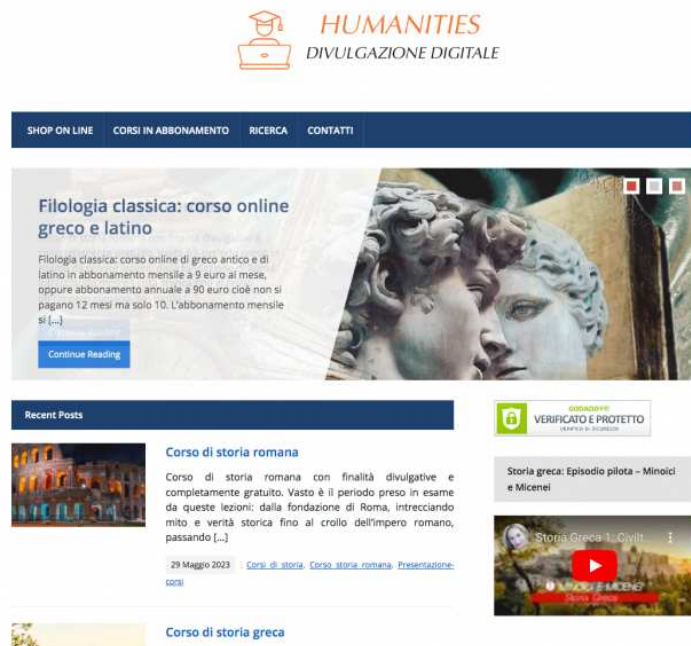 HUMANITIES
DIVULGAZIONE DIGITALE
SHOP ON LINE CORSI IN ABBONAMENTO RICERCA CONTATTI
Filologia classica: corso online
greco e latino
Filologia classica: corso online di greco antico e di
latino in abbonamento mensile a 9 euro al mese,
oppure abbonamento annuale a 90 euro cioè non si
pagano 12 mesi ma solo 10. L'abbonamento mensile
si [...]
Continue Reading
Recent Posts
Corso di storia romana
Corso di storia romana con finalità divulgative e
completamente gratuito. Vasto è il periodo preso in esame
da queste lezioni: dalla fondazione di Roma, intrecciando
mito e verità storica fino al crollo dell'impero romano,
passando [...]
29 Maggio 2023 Corsi di storia, Corso storia romana, Presentazione-
corsi
Corso di storia greca
GODADDY®
VERIFICATO E PROTETTO
VERIFICA DI SICUREZZA
Storia greca: Episodio pilota – Minoici
e Micenei
Storia Greca 1. Civilt
MINOICI E MICENEI
Storia Greca